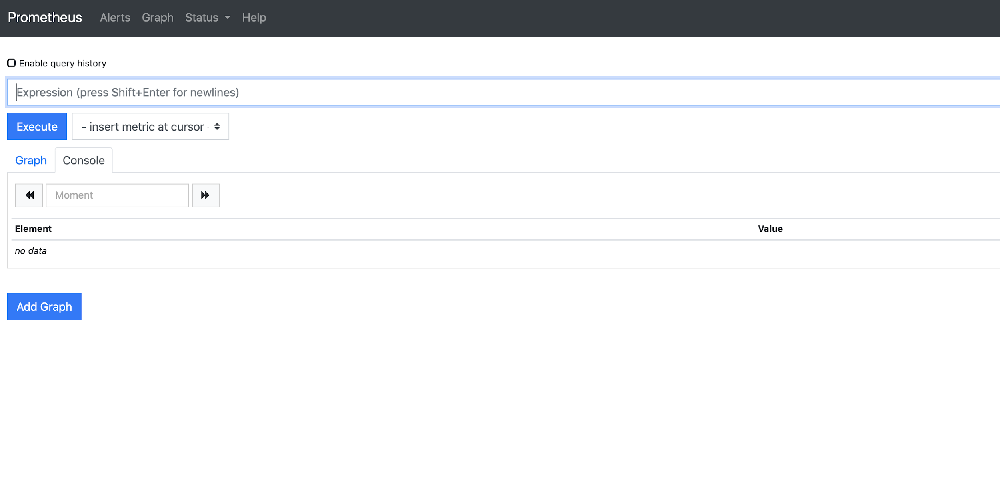 Prometheus Alerts Graph Status Help
Enable query history
Expression (press Shift+Enter for newlines)
Execute - insert metric at cursor -
Graph Console
Moment
Element Value
no data
Add Graph